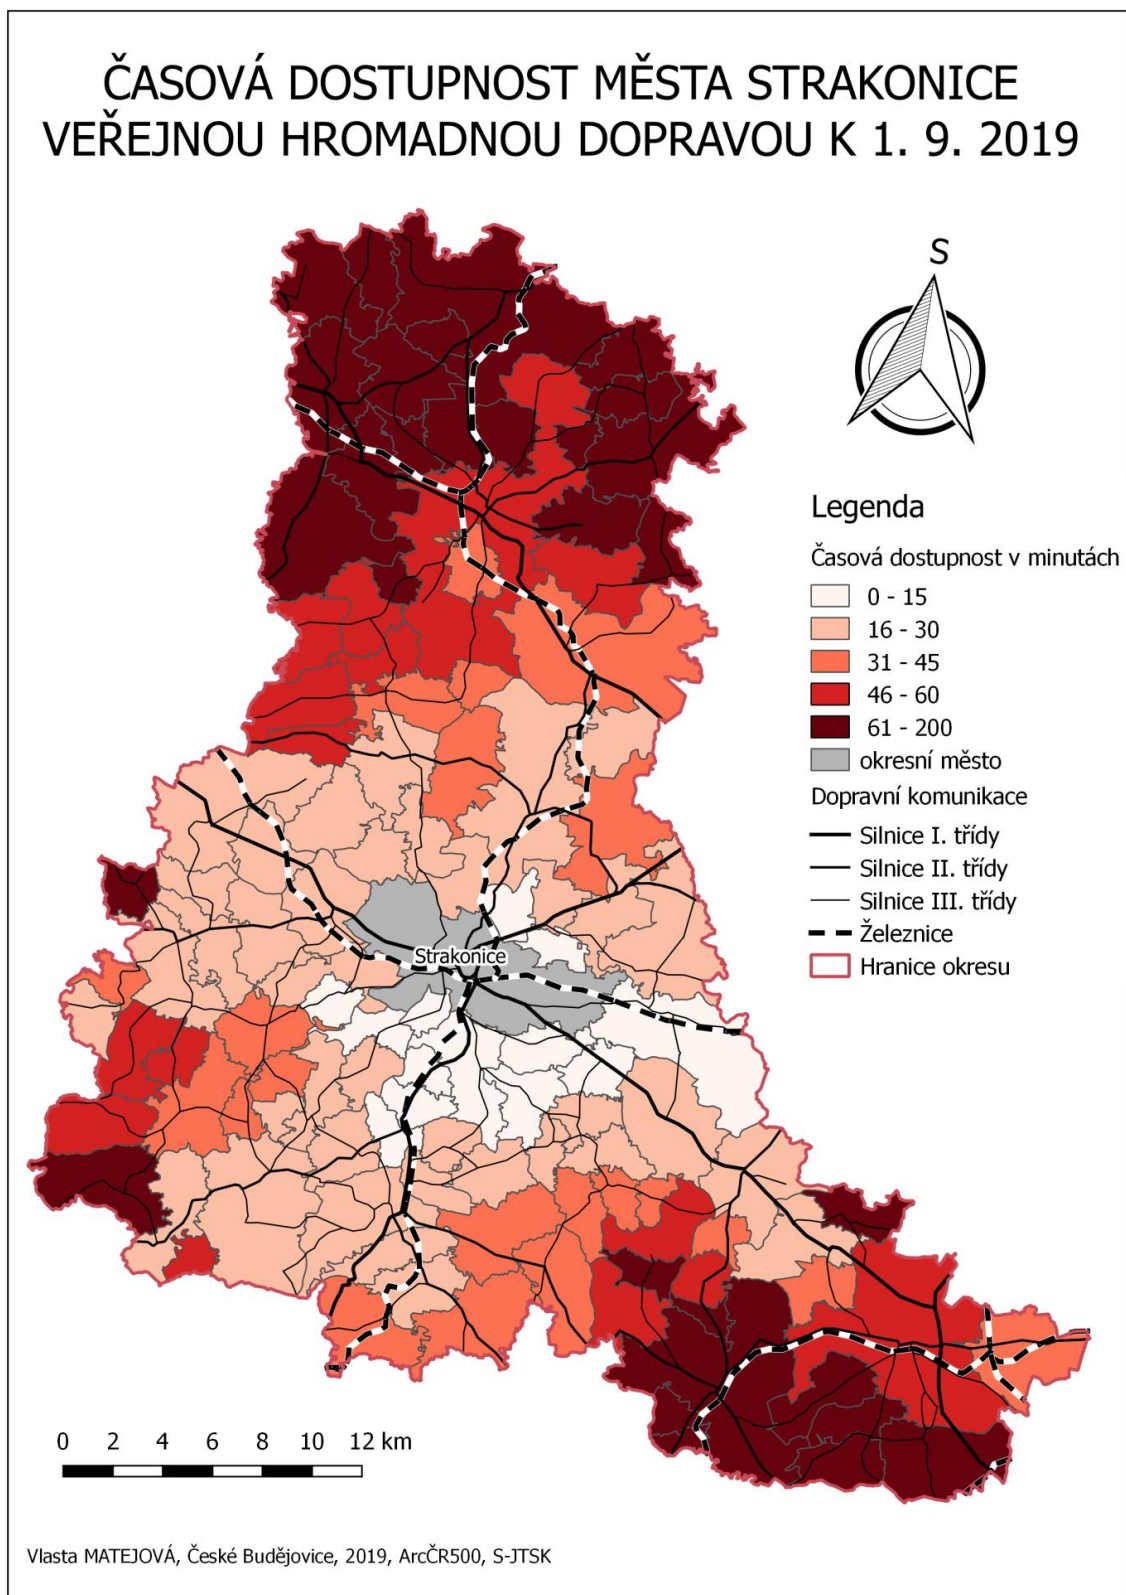 ČASOVÁ DOSTUPNOST MĚSTA STRAKONICE
VEŘEJNOU HROMADNOU DOPRAVOU K 1. 9. 2019
S
Strakonice
Legenda
Časová dostupnost v minutách
0 - 15
16 - 30
31 - 45
46 - 60
61 - 200
okresní město
Dopravní komunikace
Silnice I. třídy
Silnice II. třídy
Silnice III. třídy
Železnice
Hranice okresu
0 2 4 6 8 10 12 km
Vlasta MATEJOVÁ, České Budějovice, 2019, ArcČR500, S-JTSK